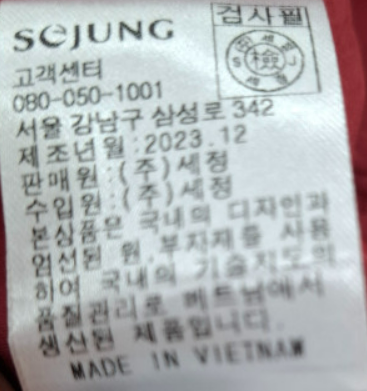 SEJUNG
검사필
檢
고객센터
080-050-1001
서울 강남구 삼성로 342
제조년월:2023.12
판매원:(주)세정
수입원:(주)세정
본상품은 국내의 디자인과
엄선된 원,부자재를 사용
하여 국내의 기술지도와
품질관리로 베트남에서
생산된 제품입니다.
MADE IN VIETNAM